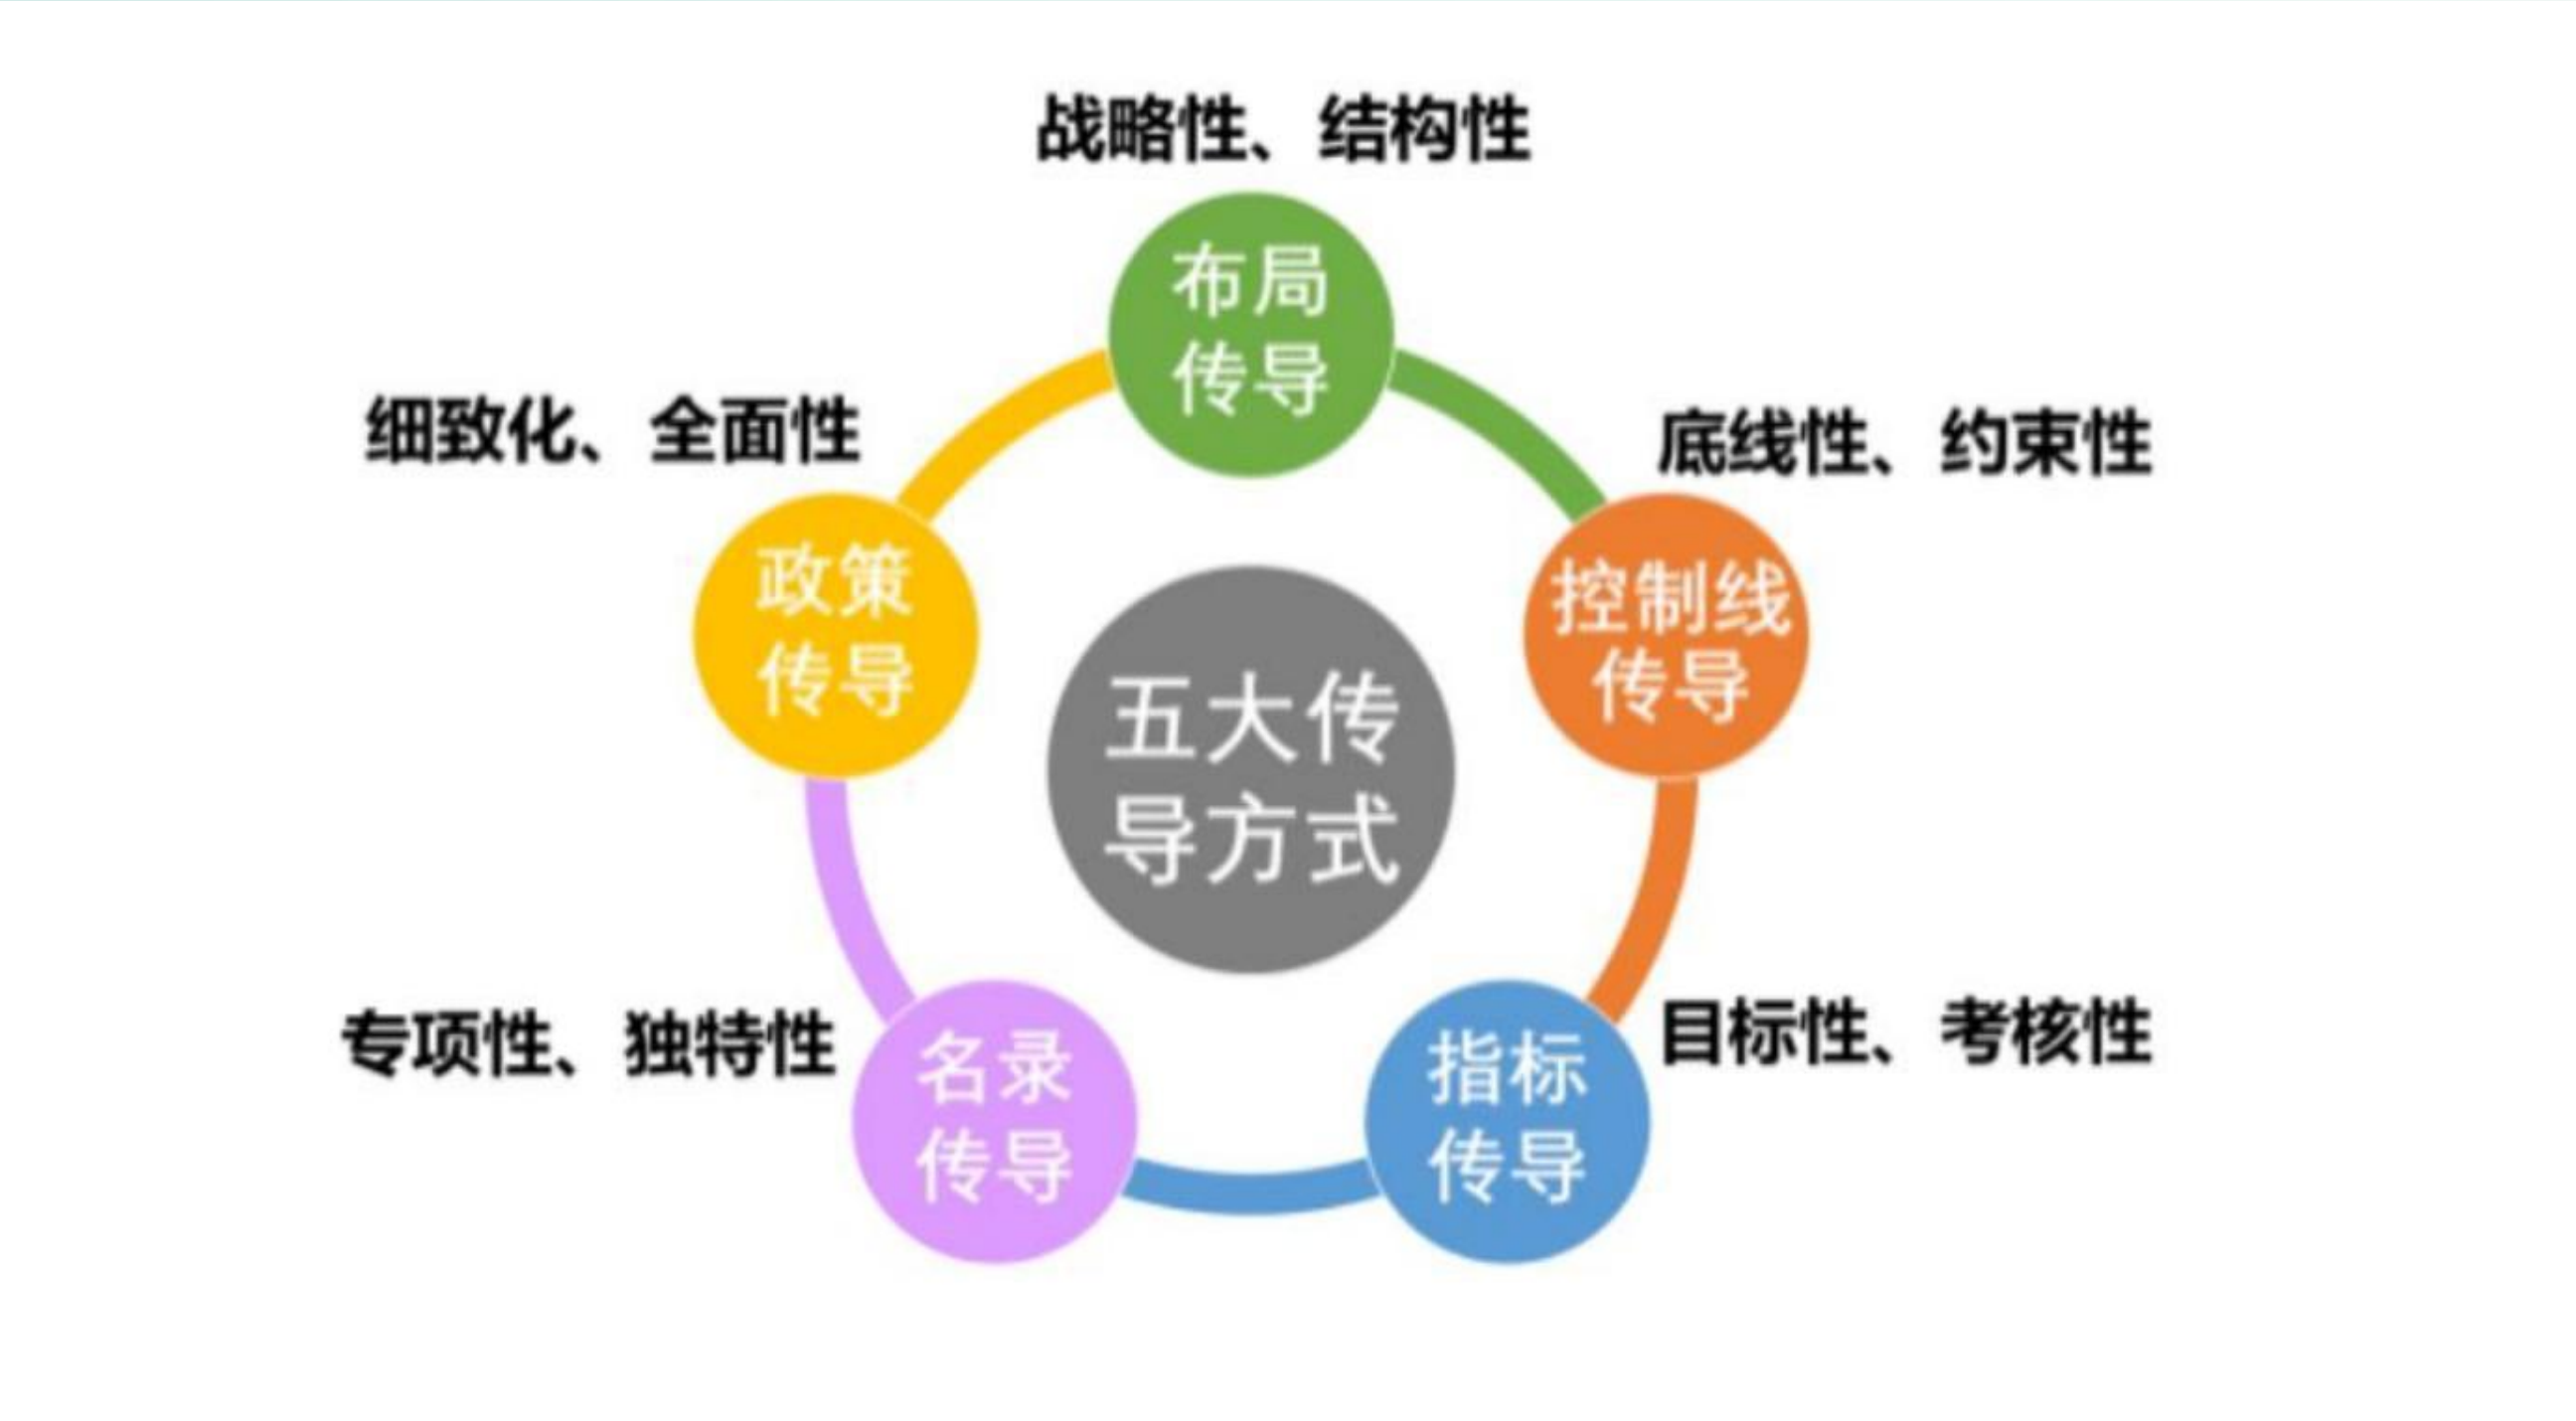 战略性、结构性
布局
传导
细致化、全面性
底线性、约束性
政策
传导
控制线
传导
五大传
导方式
专项性、独特性
目标性、考核性
名录
传导
指标
传导